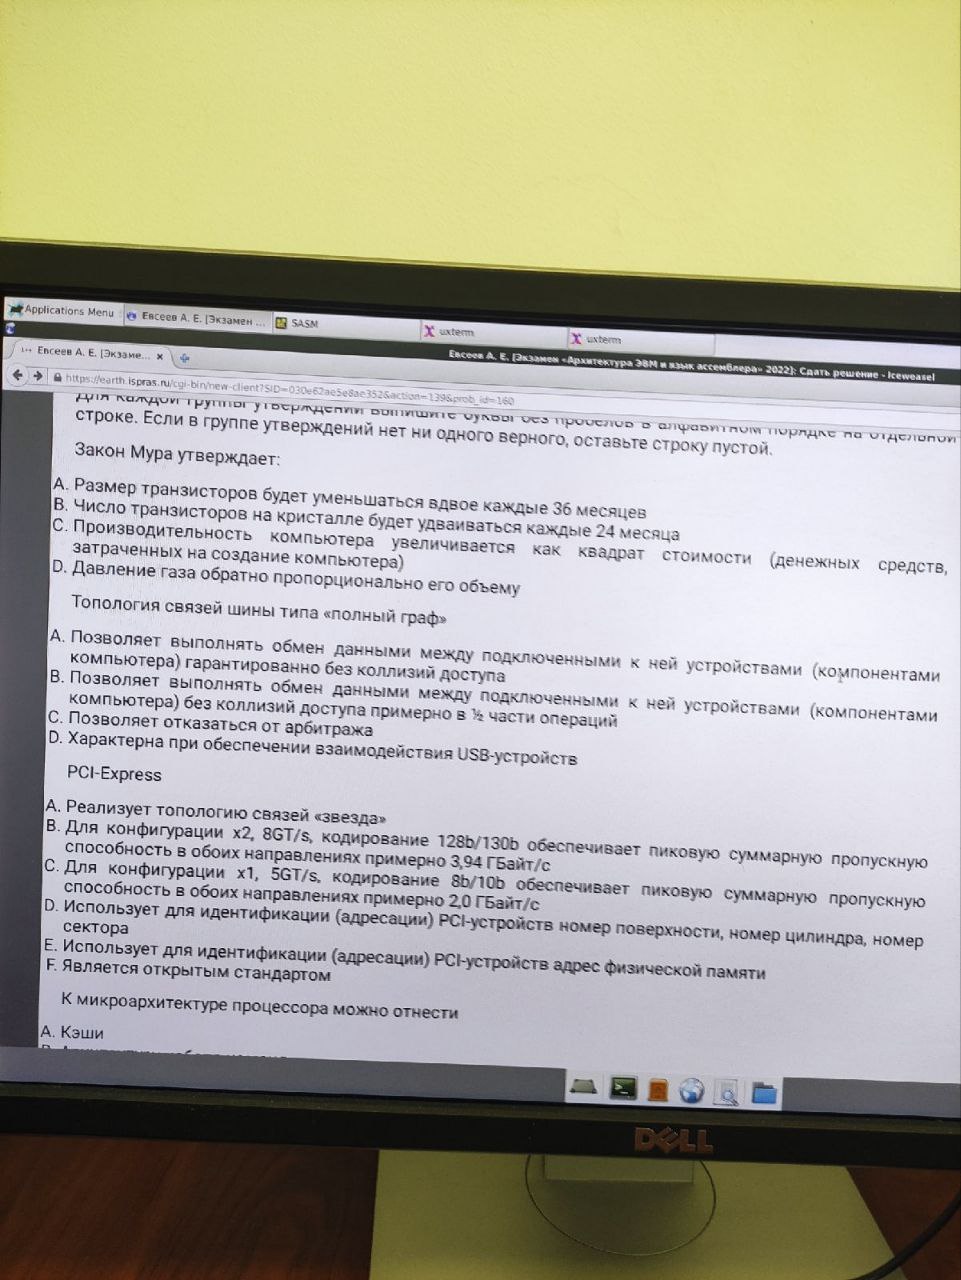 Applications Menu
Евсеев А. Е. [Экзамен ...
SASM
uxterm
uxterm
Евсеев А. Е. [Экзаме...
Евсеев А. Е. [Экзамен «Архитектура ЭВМ и язык ассемблера» 2022]: Сдать решение - Iceweasel
https://earth.ispras.ru/cgi-bin/new-client?SID=030e62ae5e8ae352&action=139&prob_id=160
Для каждой группы утверждений выпишите буквы без пробелов в алфавитном порядке на отдельной
строке. Если в группе утверждений нет ни одного верного, оставьте строку пустой.
Закон Мура утверждает:
A. Размер транзисторов будет уменьшаться вдвое каждые 36 месяцев
B. Число транзисторов на кристалле будет удваиваться каждые 24 месяца
C. Производительность компьютера увеличивается как квадрат стоимости (денежных средств,
затраченных на создание компьютера)
D. Давление газа обратно пропорционально его объему
Топология связей шины типа «полный граф»
A. Позволяет выполнять обмен данными между подключенными к ней устройствами (компонентами
компьютера) гарантированно без коллизий доступа
B. Позволяет выполнять обмен данными между подключенными к ней устройствами (компонентами
компьютера) без коллизий доступа примерно в ½ части операций
C. Позволяет отказаться от арбитража
D. Характерна при обеспечении взаимодействия USB-устройств
PCI-Express
A. Реализует топологию связей «звезда»
B. Для конфигурации x2, 8GT/s, кодирование 128b/130b обеспечивает пиковую суммарную пропускную
способность в обоих направлениях примерно 3,94 ГБайт/с
C. Для конфигурации x1, 5GT/s, кодирование 8b/10b обеспечивает пиковую суммарную пропускную
способность в обоих направлениях примерно 2,0 ГБайт/с
D. Использует для идентификации (адресации) PCI-устройств номер поверхности, номер цилиндра, номер
сектора
E. Использует для идентификации (адресации) PCI-устройств адрес физической памяти
F. Является открытым стандартом
К микроархитектуре процессора можно отнести
A. Кэши
DELL